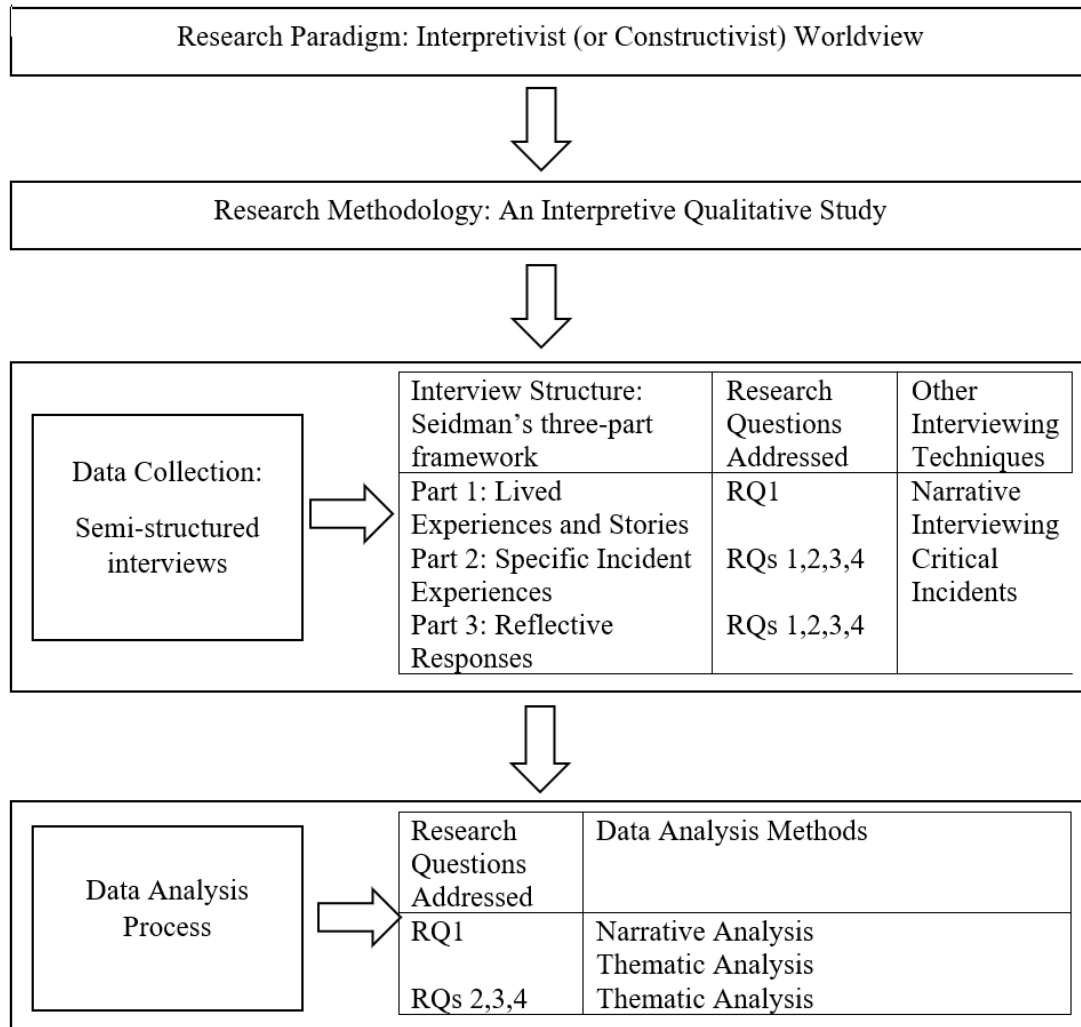 Research Paradigm: Interpretivist (or Constructivist) Worldview
Research Methodology: An Interpretive Qualitative Study
Data Collection:
Semi-structured
interviews
Interview Structure:
Seidman's three-part
framework
Research
Questions
Addressed
Other
Interviewing
Techniques
Part 1: Lived
Experiences and Stories
RQ1
Narrative
Interviewing
Part 2: Specific Incident
Experiences
RQs 1,2,3,4
Critical
Incidents
Part 3: Reflective
Responses
RQs 1,2,3,4
Data Analysis
Process
Research
Questions
Addressed
Data Analysis Methods
RQ1
Narrative Analysis
Thematic Analysis
RQs 2,3,4
Thematic Analysis